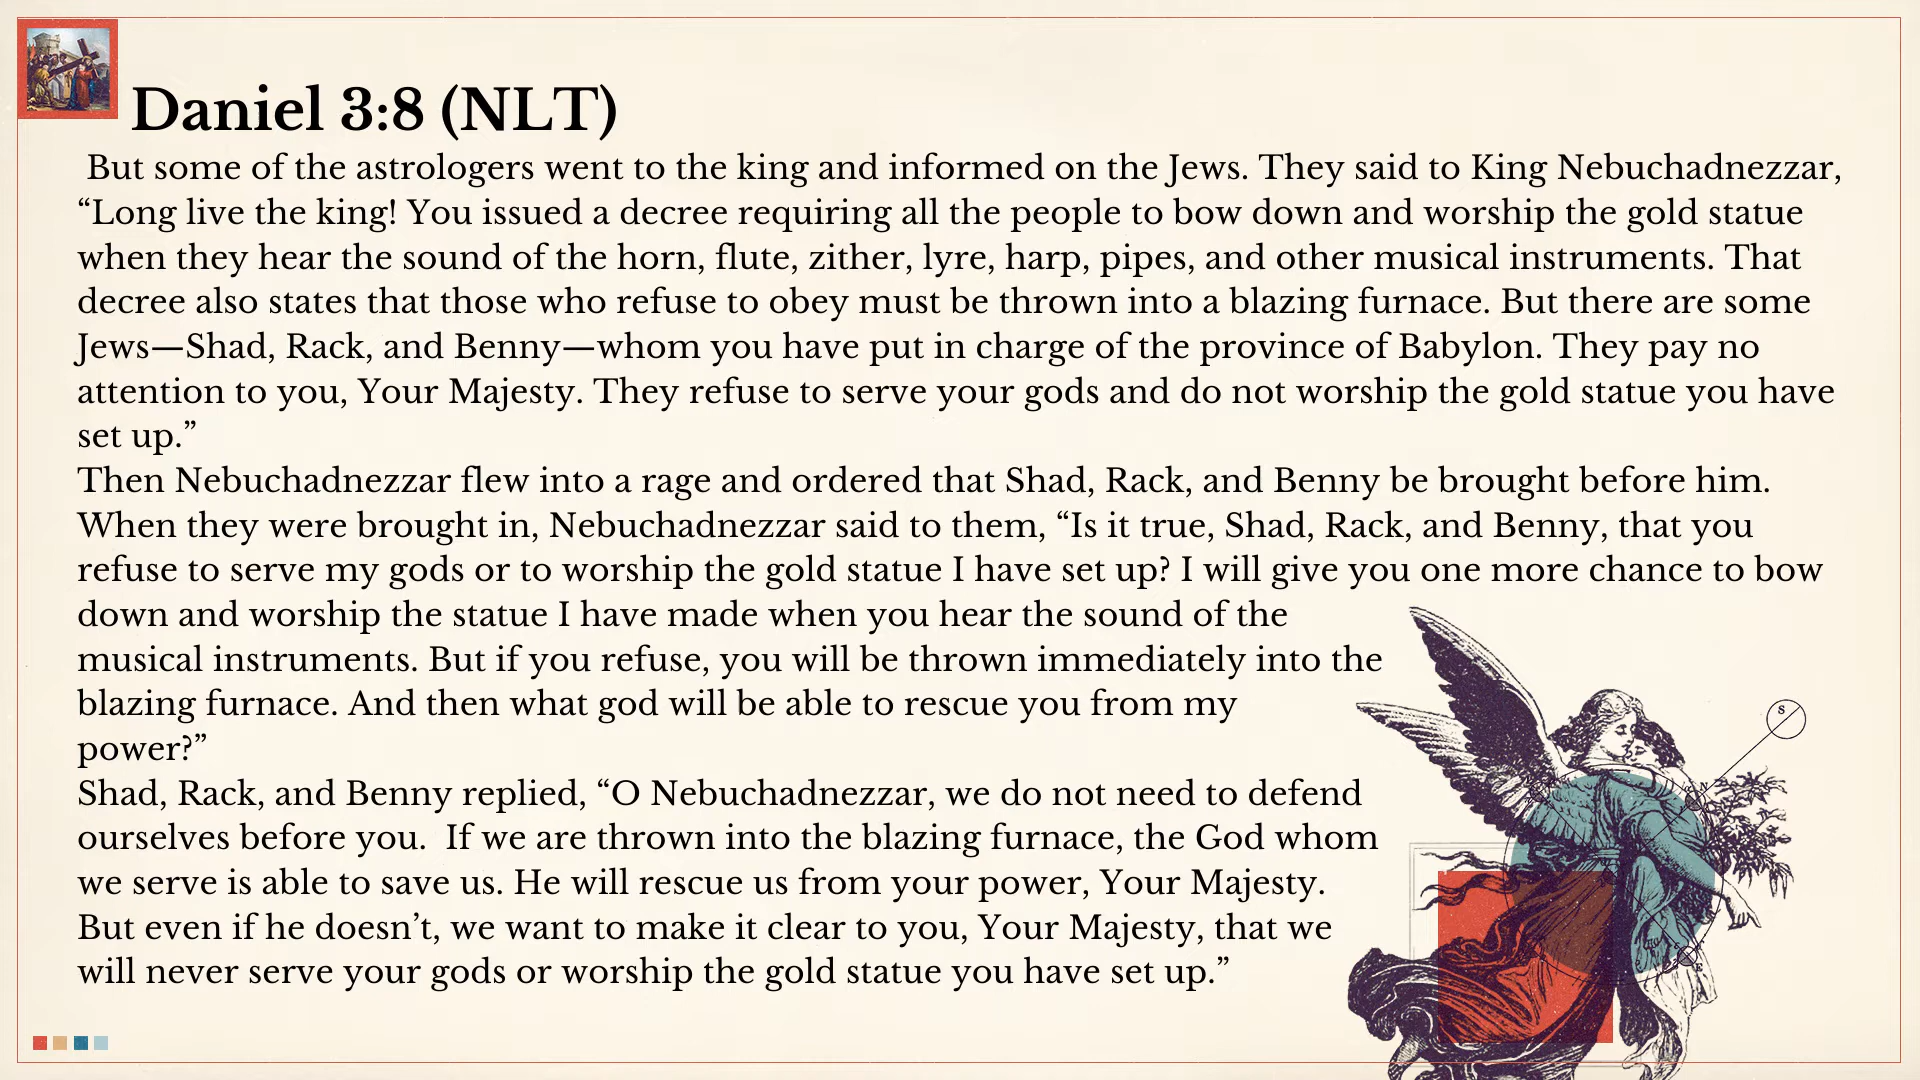 Daniel 3:8 (NLT)
But some of the astrologers went to the king and informed on the Jews. They said to King Nebuchadnezzar,
“Long live the king! You issued a decree requiring all the people to bow down and worship the gold statue
when they hear the sound of the horn, flute, zither, lyre, harp, pipes, and other musical instruments. That
decree also states that those who refuse to obey must be thrown into a blazing furnace. But there are some
Jews—Shad, Rack, and Benny—whom you have put in charge of the province of Babylon. They pay no
attention to you, Your Majesty. They refuse to serve your gods and do not worship the gold statue you have
set up.”
Then Nebuchadnezzar flew into a rage and ordered that Shad, Rack, and Benny be brought before him.
When they were brought in, Nebuchadnezzar said to them, “Is it true, Shad, Rack, and Benny, that you
refuse to serve my gods or to worship the gold statue I have set up? I will give you one more chance to bow
down and worship the statue I have made when you hear the sound of the
musical instruments. But if you refuse, you will be thrown immediately into the
blazing furnace. And then what god will be able to rescue you from my
power?”
Shad, Rack, and Benny replied, “O Nebuchadnezzar, we do not need to defend
ourselves before you.  If we are thrown into the blazing furnace, the God whom
we serve is able to save us. He will rescue us from your power, Your Majesty.
But even if he doesn’t, we want to make it clear to you, Your Majesty, that we
will never serve your gods or worship the gold statue you have set up.”
S
N
E